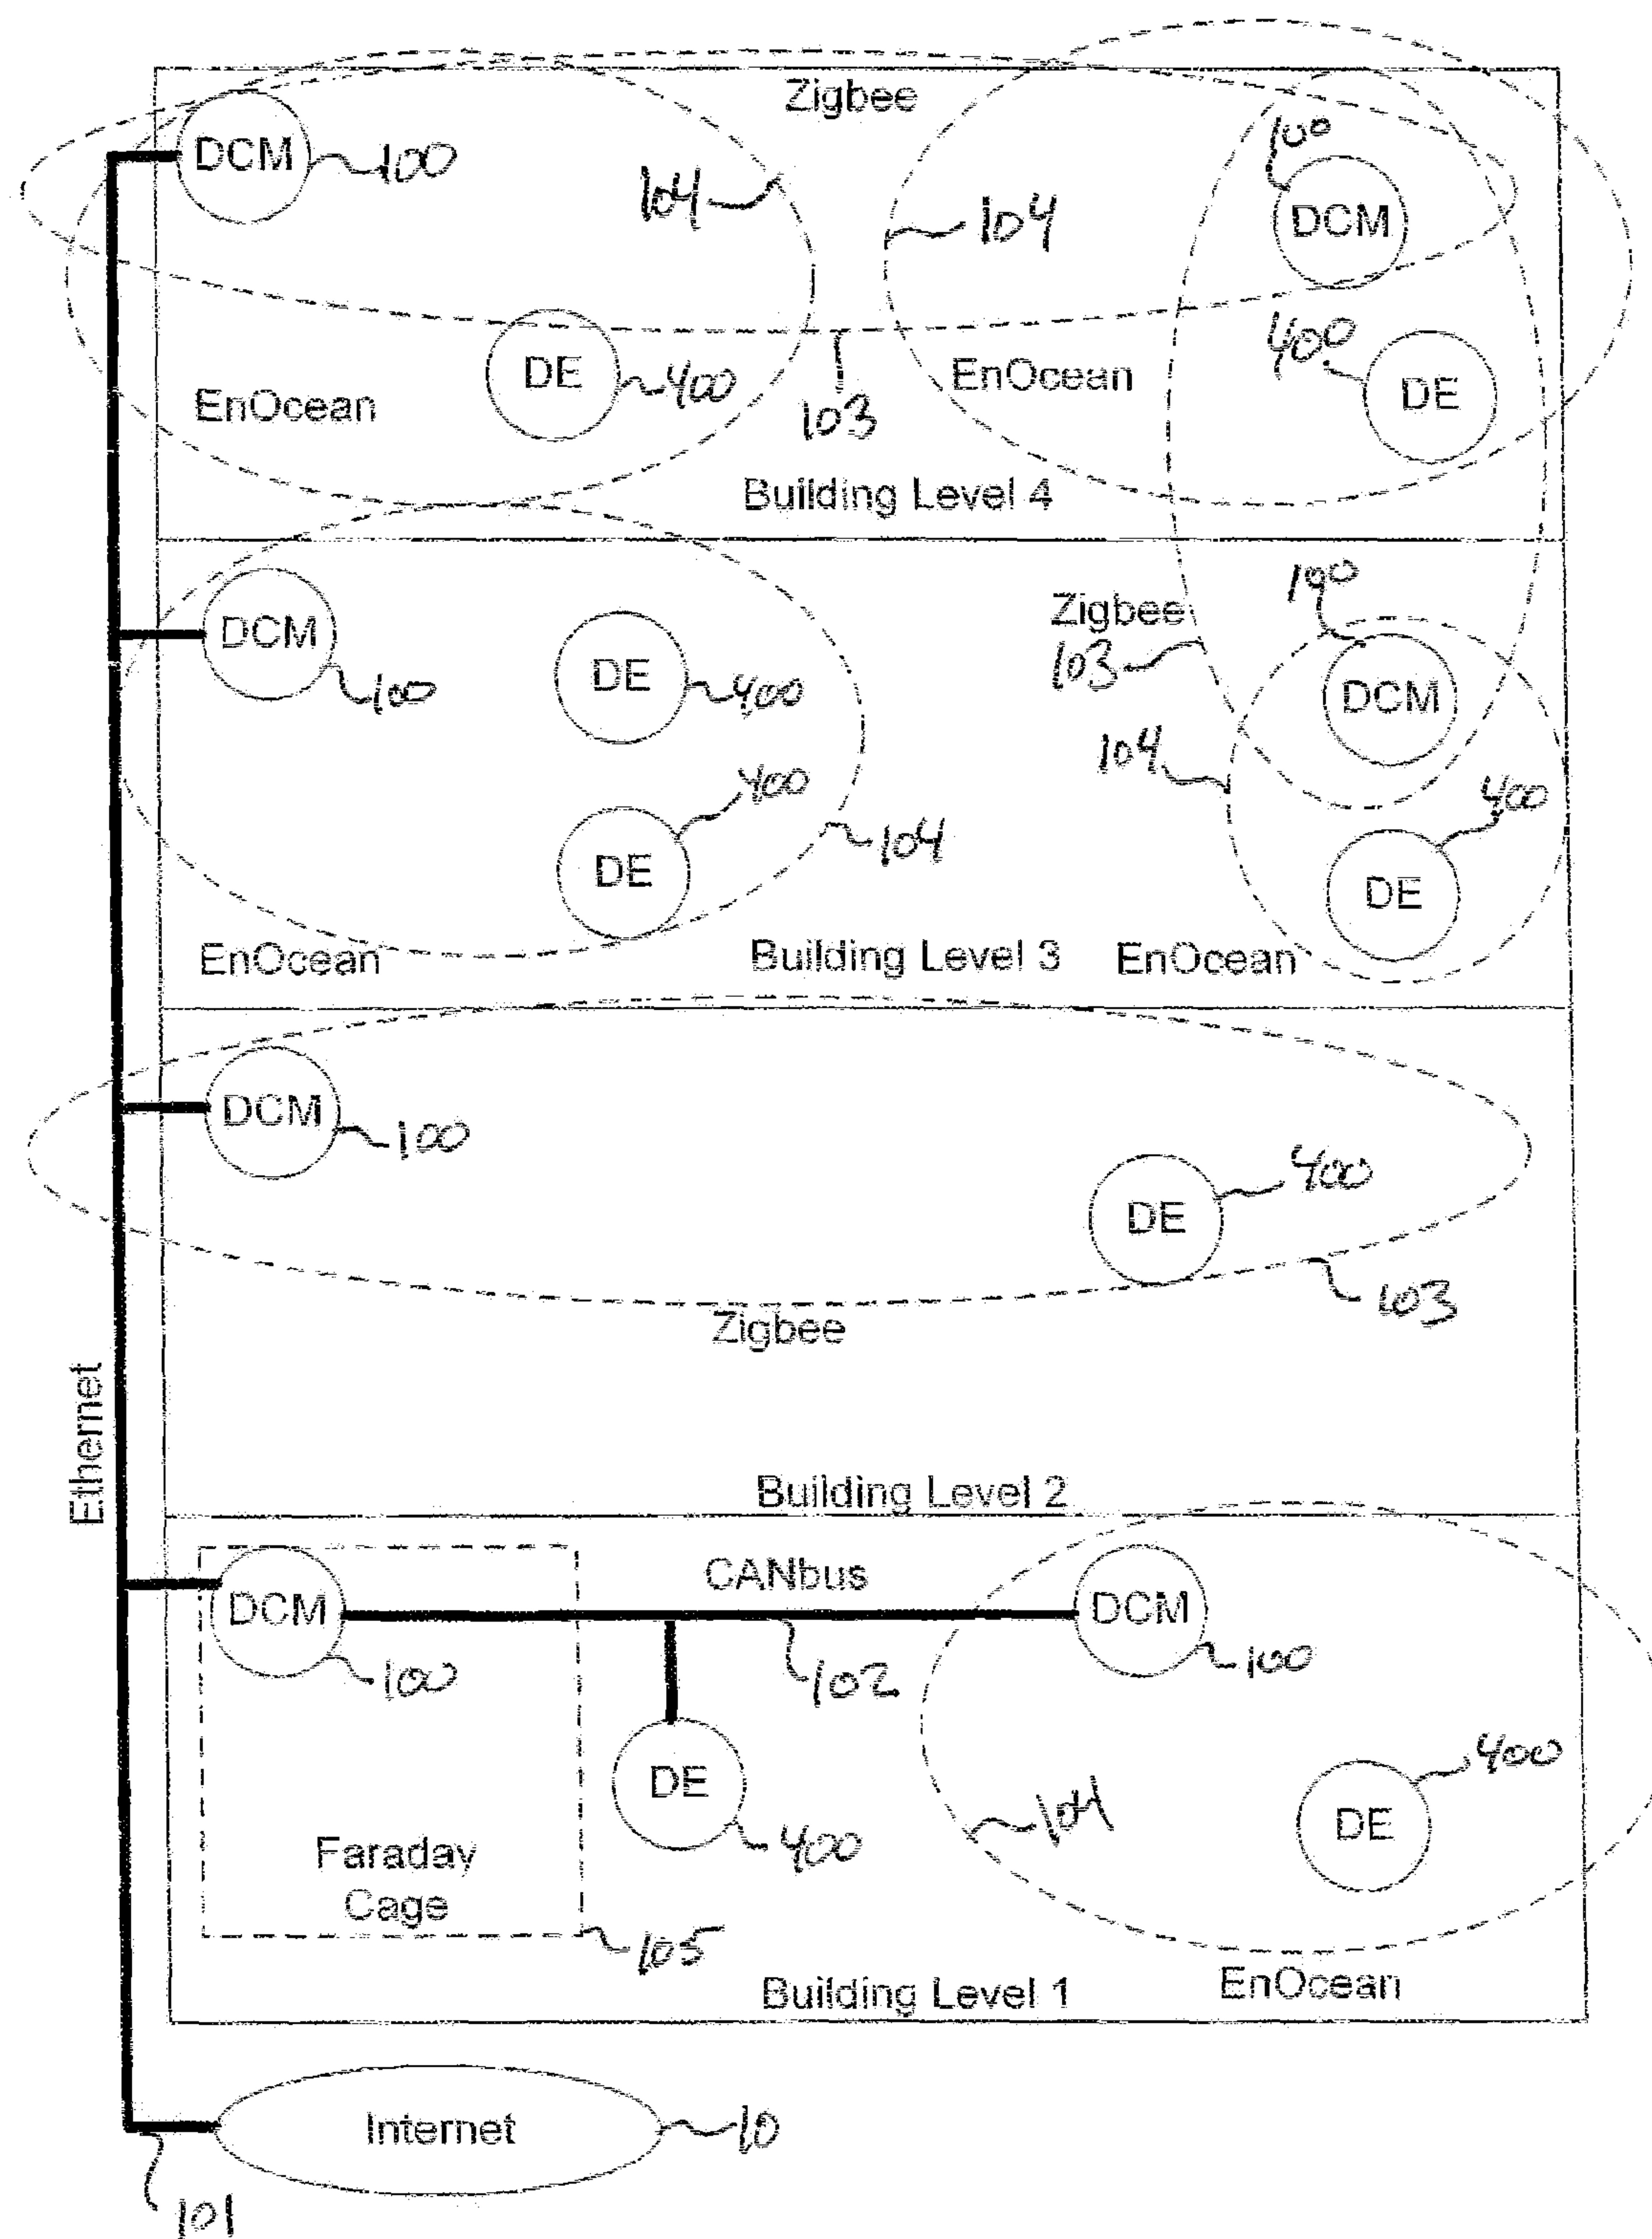 Zigbee
DCM
100
104
104
100
DCM
DE
400
103
EnOcean
400
DE
EnOcean
Building Level 4
DCM
100
DE
400
Zigbee
103
100
DCM
104
400
DE
104
400
DE
EnOcean
Building Level 3
EnOcean
DCM
100
DE
400
103
Zigbee
Ethernet
Building Level 2
DCM
100
CANbus
102
DCM
100
DE
400
104
DE
400
Faraday
Cage
105
Building Level 1
EnOcean
Internet
10
101